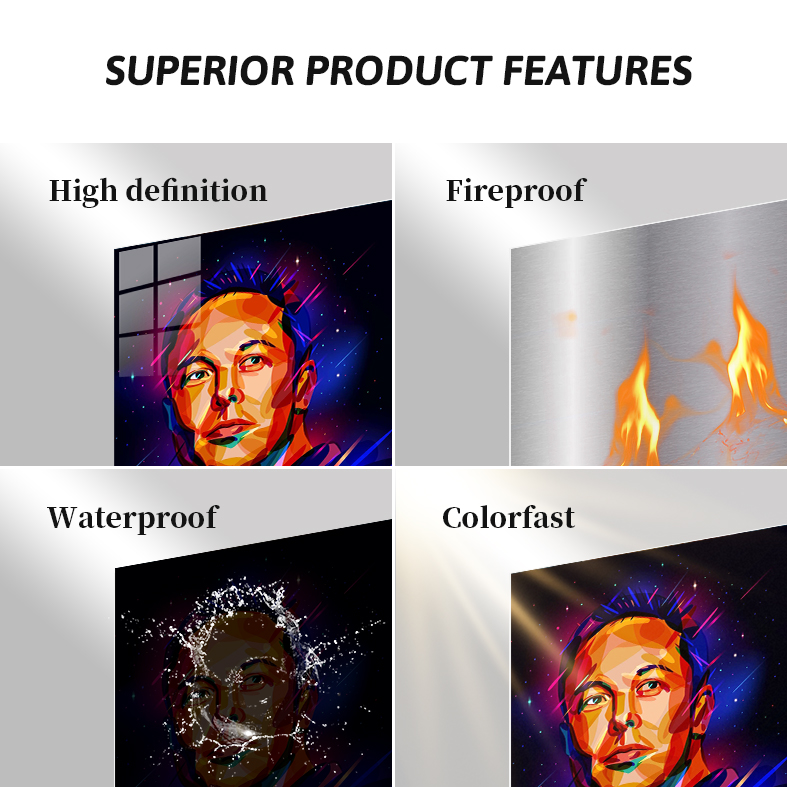 SUPERIOR PRODUCT FEATURES
High definition
Fireproof
Waterproof
Colorfast